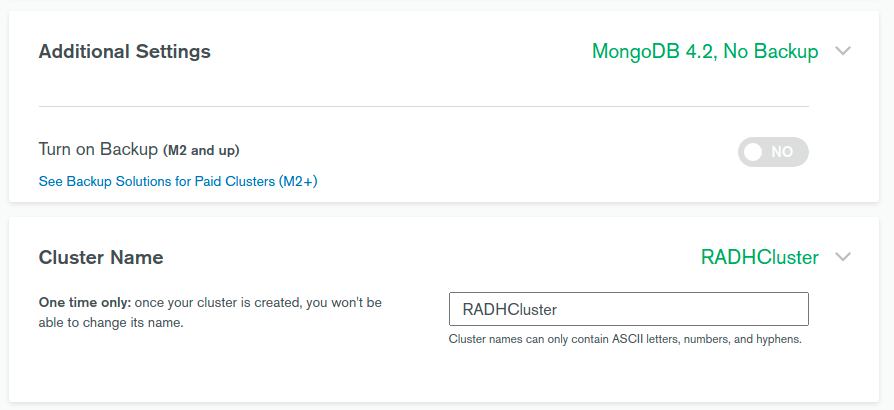 Additional Settings
MongoDB 4.2, No Backup
Turn on Backup (M2 and up)
NO
See Backup Solutions for Paid Clusters (M2+)
Cluster Name
RADHCluster
One time only: once your cluster is created, you won't be
able to change its name.
RADHCluster
Cluster names can only contain ASCII letters, numbers, and hyphens.